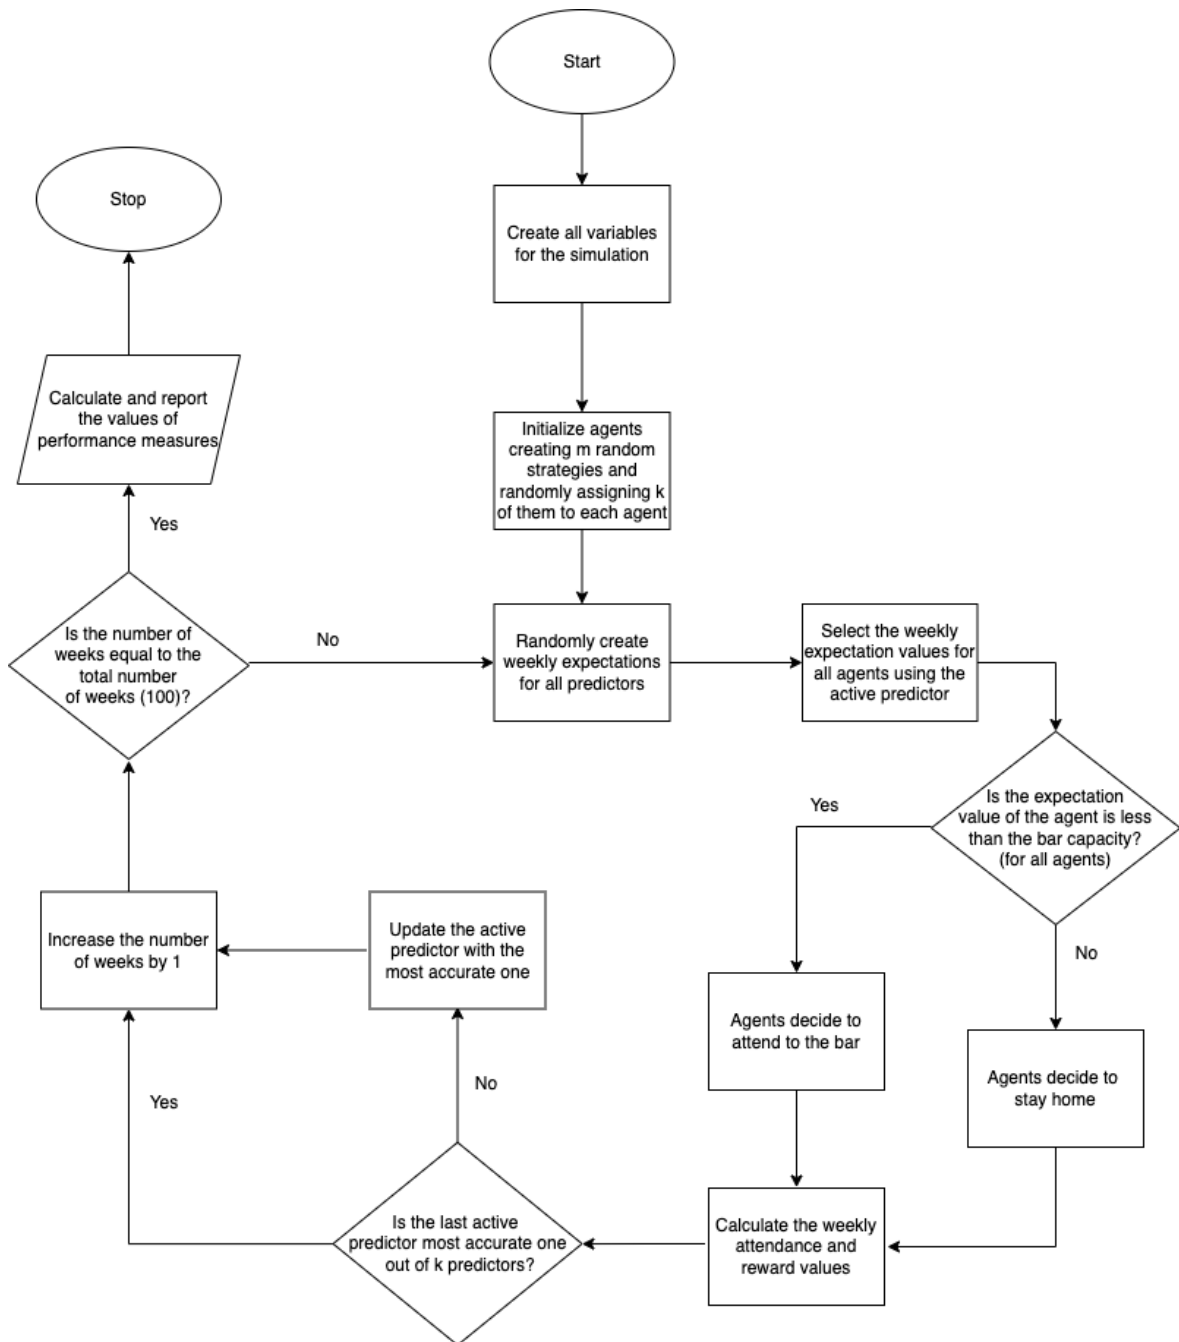 Start
Create all variables
for the simulation
Initialize agents
creating m random
strategies and
randomly assigning k
of them to each agent
Randomly create
weekly expectations
for all predictors
Select the weekly
expectation values for
all agents using the
active predictor
Is the expectation
value of the agent is less
than the bar capacity?
(for all agents)
Yes
No
Agents decide to
attend to the bar
Agents decide to
stay home
Calculate the weekly
attendance and
reward values
Is the last active
predictor most accurate one
out of k predictors?
No
Yes
Update the active
predictor with the
most accurate one
Increase the number
of weeks by 1
Is the number of
weeks equal to the
total number
of weeks (100)?
No
Yes
Calculate and report
the values of
performance measures
Stop